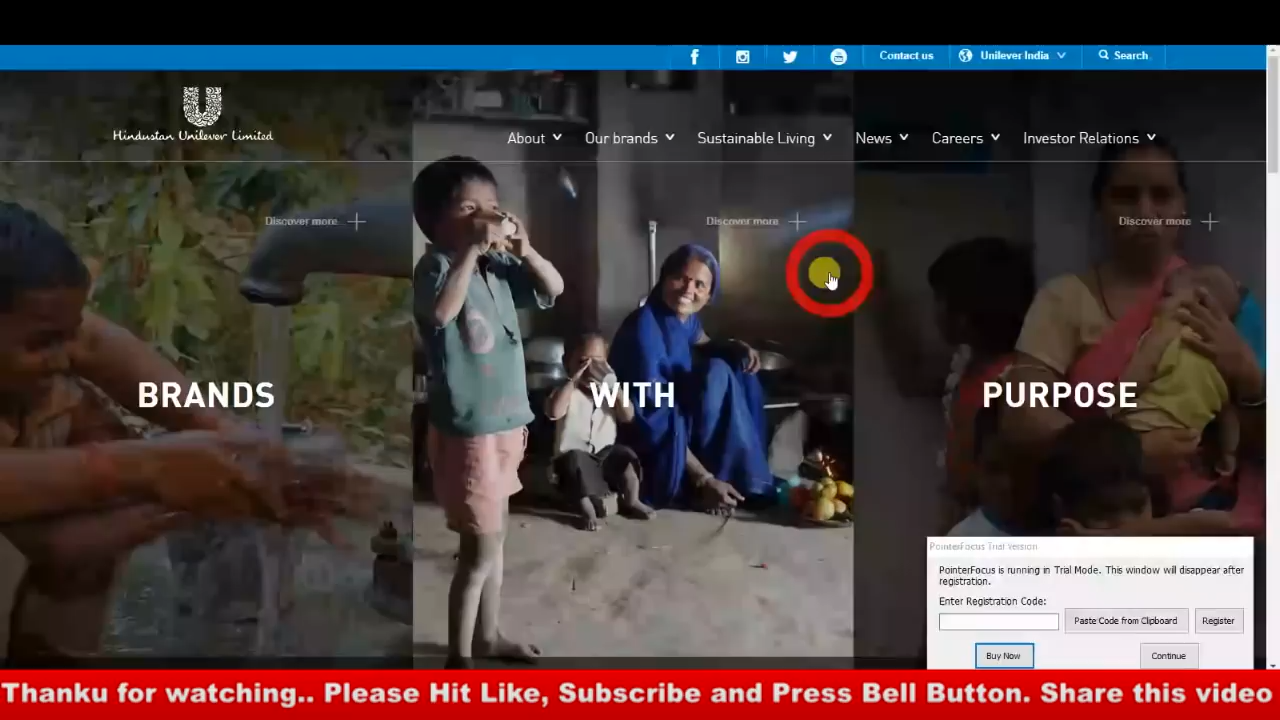 Contact us Unilever India Search
Hindustan Unilever Limited
About Our brands Sustainable Living News Careers Investor Relations
Discover more Discover more Discover more
BRANDS WITH PURPOSE
PointerFocus Trial Version
PointerFocus is running in Trial Mode. This window will disappear after
registration.
Enter Registration Code:
Paste Code from Clipboard Register
Buy Now Continue
Thanku for watching.. Please Hit Like, Subscribe and Press Bell Button. Share this video